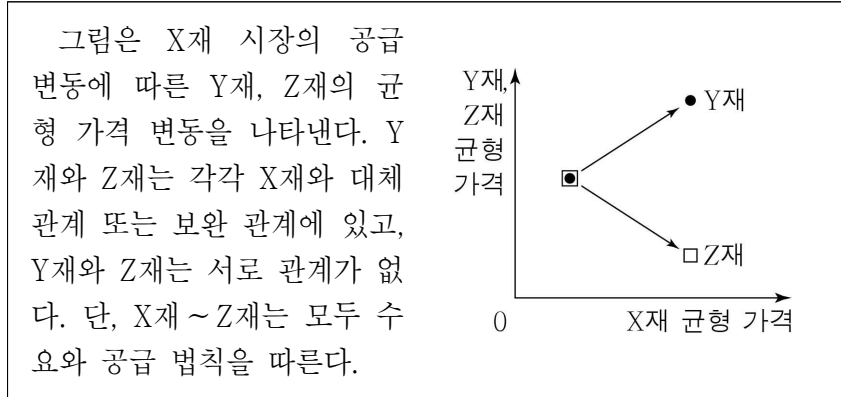 그림은 X재 시장의 공급
변동에 따른 Y재, Z재의 균
형 가격 변동을 나타낸다. Y
재와 Z재는 각각 X재와 대체
관계 또는 보완 관계에 있고,
Y재와 Z재는 서로 관계가 없
다. 단, X재 ~ Z재는 모두 수
요와 공급 법칙을 따른다.
Y재,
Z재
균형
가격
Y재
Z재
0
X재 균형 가격